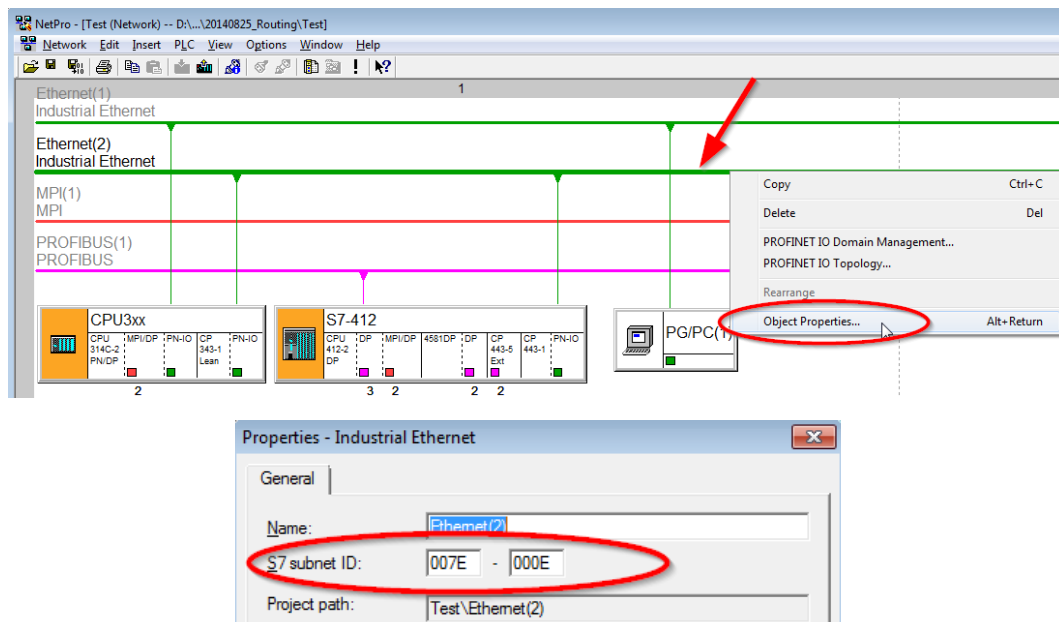 NetPro - [Test (Network) -- D:\...\20140825_Routing\Test]
Network Edit Insert PLC View Options Window Help
1
Ethernet(1)
Industrial Ethernet
Ethernet(2)
Industrial Ethernet
MPI(1)
MPI
PROFIBUS(1)
PROFIBUS
Copy Ctrl+C
Delete Del
PROFINET IO Domain Management...
PROFINET IO Topology...
Rearrange
Object Properties... Alt+Return
CPU3xx
CPU 314C-2 PN/DP
MPI/DP
PN-IO
CP 343-1 Lean
PN-IO
2
S7-412
CPU 412-2 DP
DP
MPI/DP
4581DP
DP
CP 443-5 Ext
CP 443-1
PN-IO
3 2 2 2
PG/PC(1)
Properties - Industrial Ethernet
General
Name: Ethernet(2)
S7 subnet ID: 007E - 000E
Project path: Test\Ethernet(2)